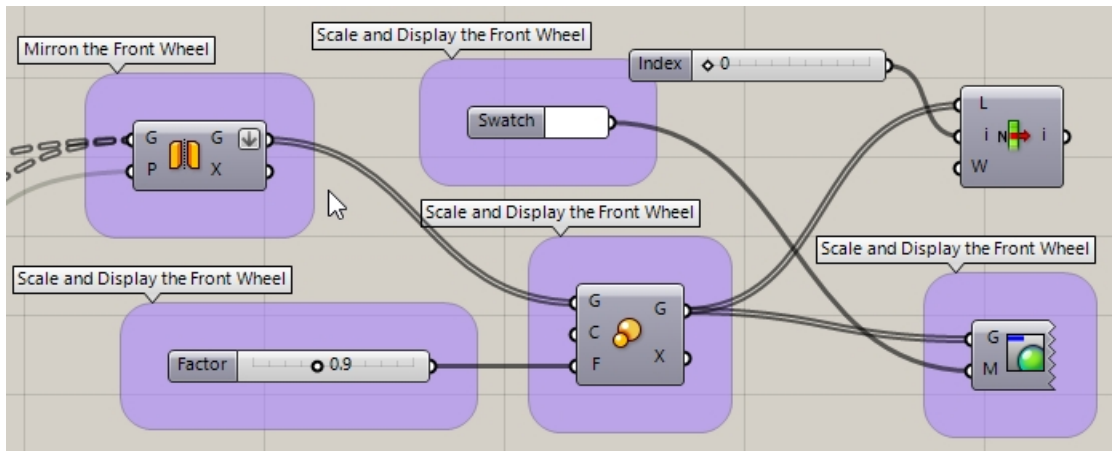 Mirron the Front Wheel
Scale and Display the Front Wheel
Index 0
L
i N i
W
Swatch
G G
P X
Scale and Display the Front Wheel
Scale and Display the Front Wheel
Scale and Display the Front Wheel
G G
C
F X
Factor 0.9
G
M